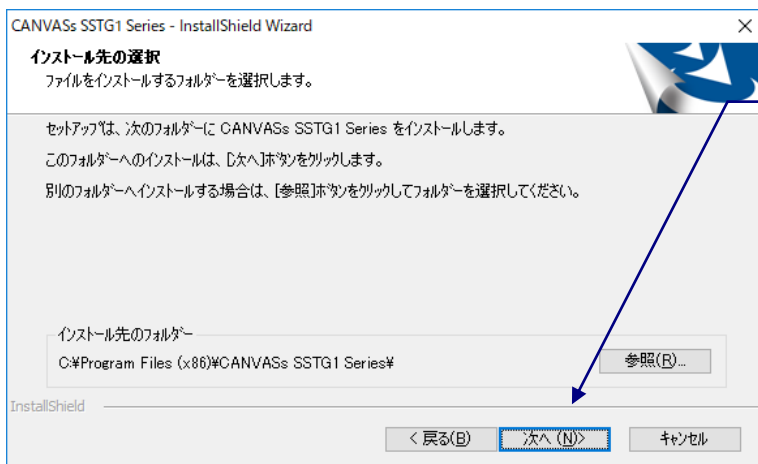 CANVASs SSTG1 Series - InstallShield Wizard
インストール先の選択
ファイルをインストールするフォルダーを選択します。
セットアップは、次のフォルダーに CANVASs SSTG1 Series をインストールします。
このフォルダーへのインストールは、[次へ]ボタンをクリックします。
別のフォルダーへインストールする場合は、[参照]ボタンをクリックしてフォルダーを選択してください。
インストール先のフォルダー
C:¥Program Files (x86)¥CANVASs SSTG1 Series¥
参照(R)...
InstallShield
< 戻る(B)
次へ (N)>
キャンセル